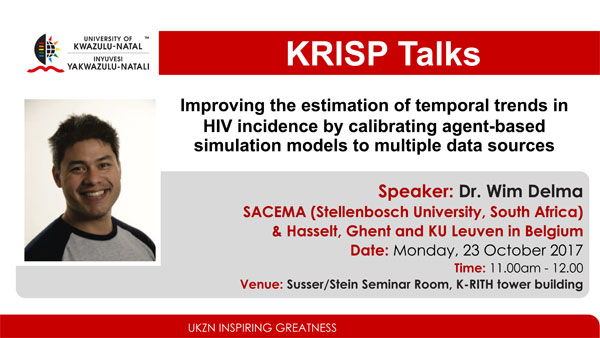 UNIVERSITY OF ™
KWAZULU-NATAL
INYUVESI
YAKWAZULU-NATALI
KRISP Talks
Improving the estimation of temporal trends in
HIV incidence by calibrating agent-based
simulation models to multiple data sources
Speaker: Dr. Wim Delma
SACEMA (Stellenbosch University, South Africa)
& Hasselt, Ghent and KU Leuven in Belgium
Date: Monday, 23 October 2017
Time: 11.00am - 12.00
Venue: Susser/Stein Seminar Room, K-RITH tower building
UKZN INSPIRING GREATNESS